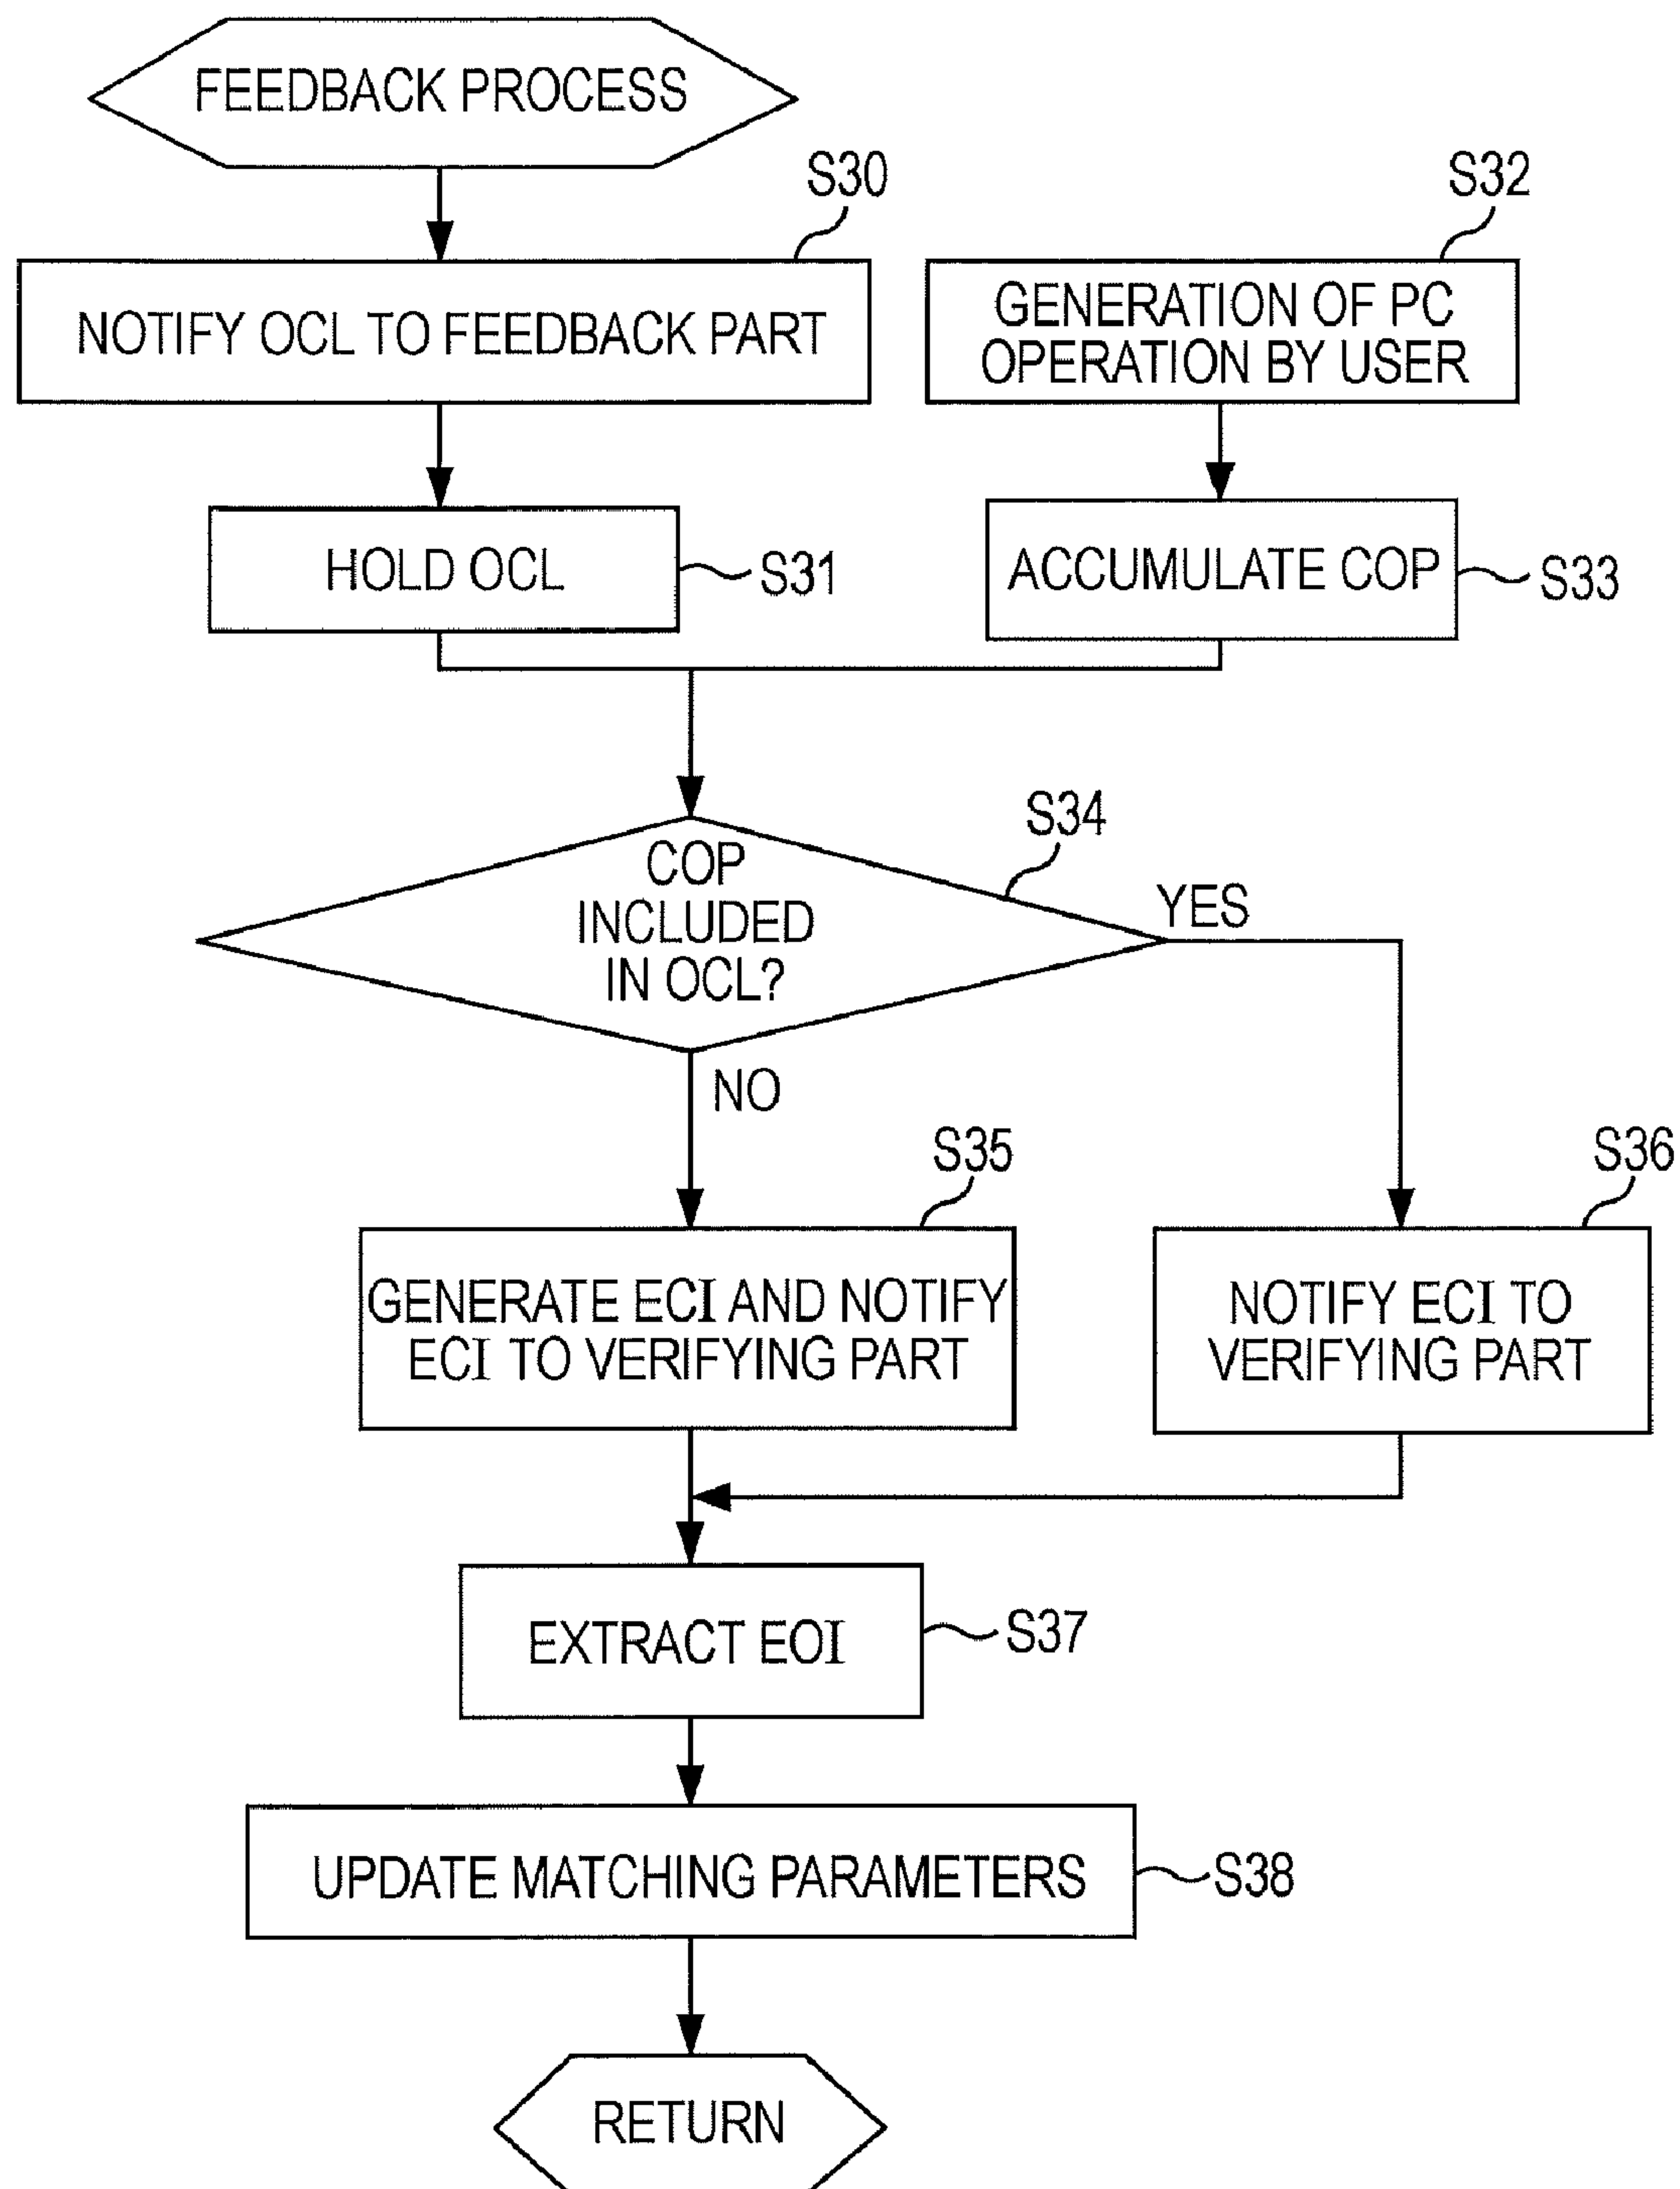 FEEDBACK PROCESS
S30
S32
NOTIFY OCL TO FEEDBACK PART
GENERATION OF PC
OPERATION BY USER
HOLD OCL
S31
ACCUMULATE COP
S33
S34
COP
INCLUDED
IN OCL?
YES
NO
S35
S36
GENERATE ECI AND NOTIFY
ECI TO VERIFYING PART
NOTIFY ECI TO
VERIFYING PART
EXTRACT EOI
S37
UPDATE MATCHING PARAMETERS
S38
RETURN